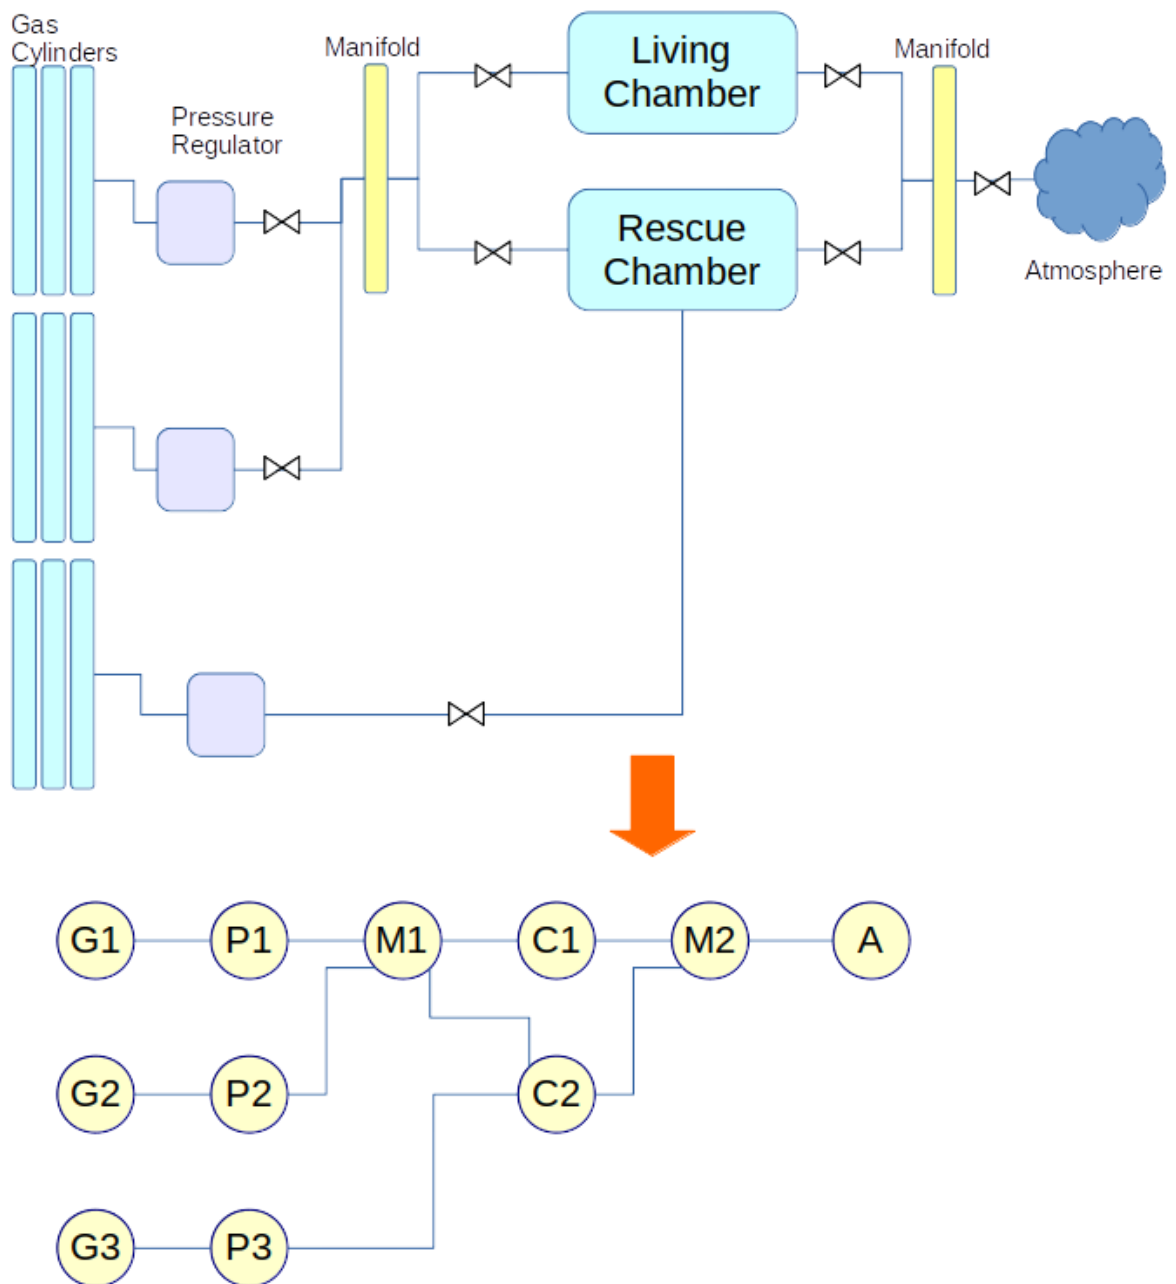 Gas
Cylinders
Manifold
Living
Chamber
Manifold
Pressure
Regulator
Rescue
Chamber
Atmosphere
G1
P1
M1
C1
M2
A
G2
P2
C2
G3
P3